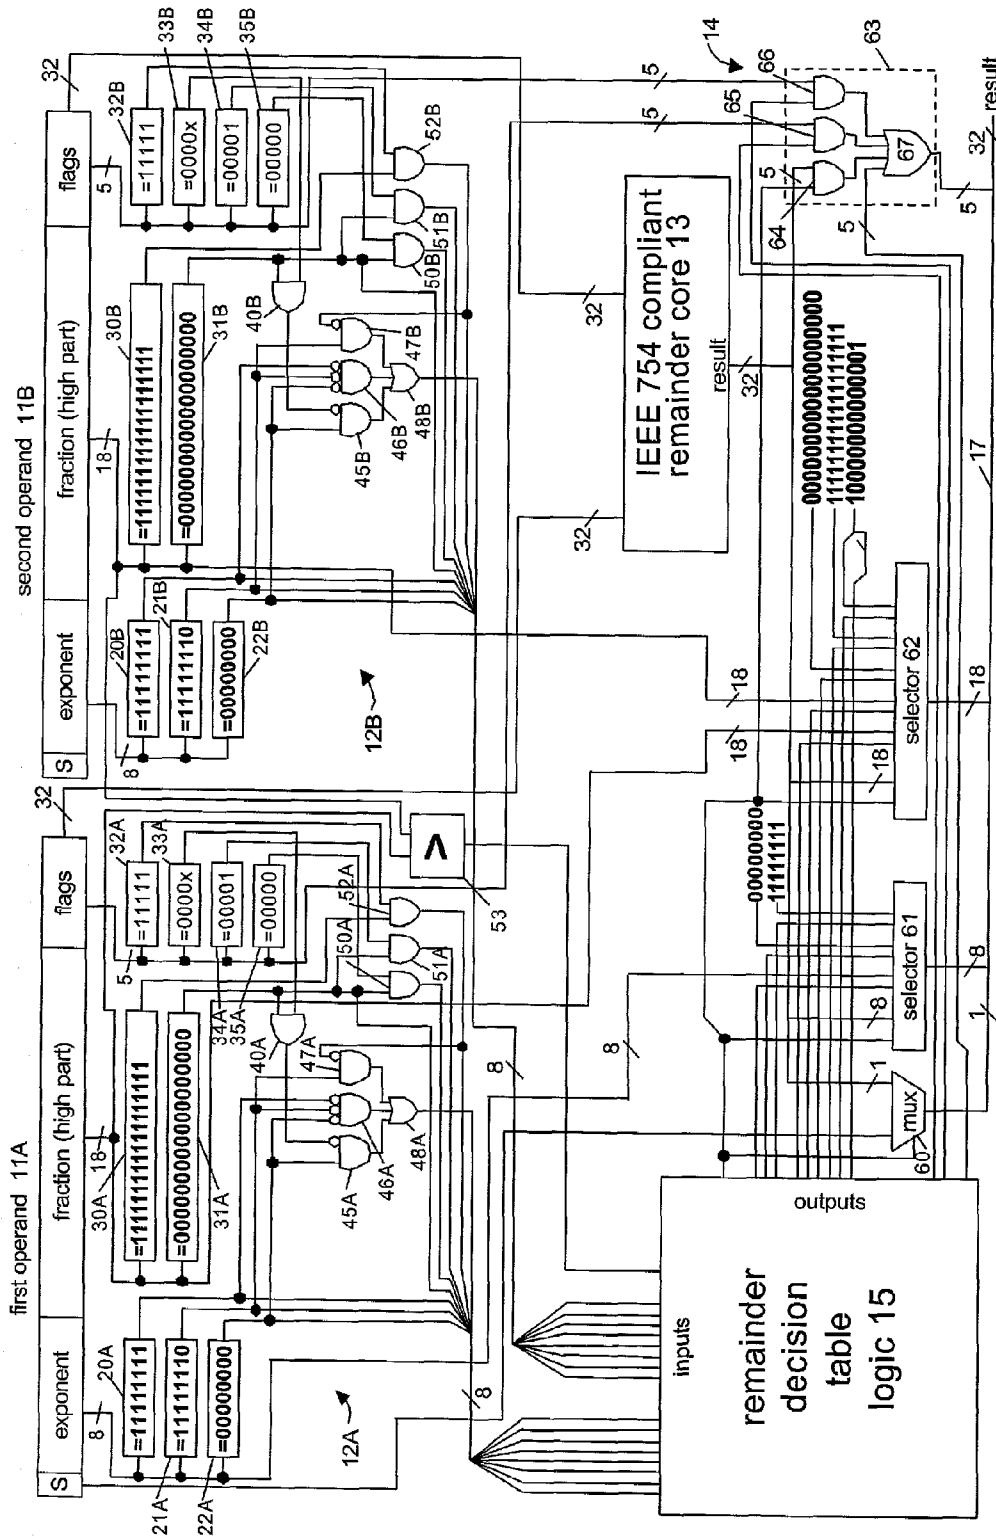 first operand 11A
second operand 11B
S
exponent
fraction (high part)
flags
32
S
exponent
fraction (high part)
flags
32
8
20A
=11111111
21A
=11111110
22A
=00000000
18
30A
=111111111111111111
31A
=000000000000000000
5
32A
=11111
33A
=0000x
34A
=00001
35A
=00000
8
20B
=11111111
21B
=11111110
22B
=00000000
18
30B
=111111111111111111
31B
=000000000000000000
5
32B
=11111
33B
=0000x
34B
=00001
35B
=00000
40A
47A
45A
46A
48A
50A
52A
51A
40B
47B
46B
45B
48B
50B
51B
52B
12A
12B
>
53
8
8
8
18
18
32
32
IEEE 754 compliant
remainder core 13
result
32
5
5
14
66
65
64
63
5
67
5
5
inputs
remainder
decision
table
logic 15
outputs
mux
60
1
1
00000000
11111111
selector 61
8
8
000000000000000000
111111111111111111
100000000000000001
selector 62
18
18
17
32
result